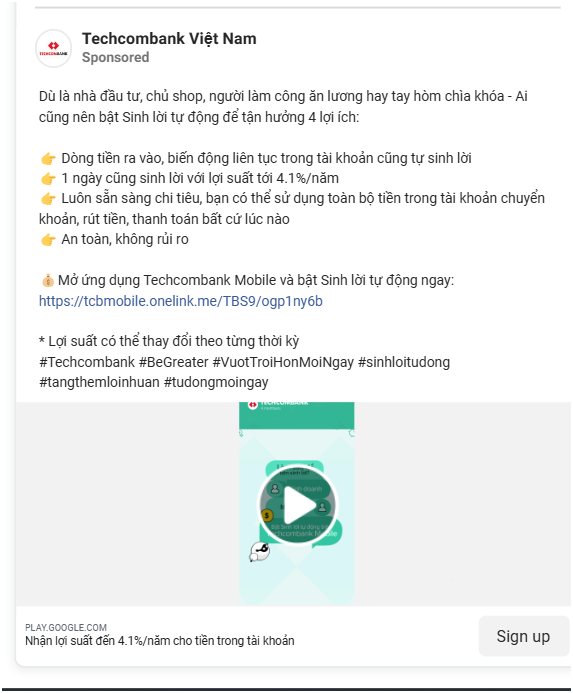 Techcombank Việt Nam
TECHCOMBANK
Sponsored
Dù là nhà đầu tư, chủ shop, người làm công ăn lương hay tay hòm chìa khóa - Ai
cũng nên bật Sinh lời tự động để tận hưởng 4 lợi ích:
👉 Dòng tiền ra vào, biến động liên tục trong tài khoản cũng tự sinh lời
👉 1 ngày cũng sinh lời với lợi suất tới 4.1%/năm
👉 Luôn sẵn sàng chi tiêu, bạn có thể sử dụng toàn bộ tiền trong tài khoản chuyển
khoản, rút tiền, thanh toán bất cứ lúc nào
👉 An toàn, không rủi ro
💰 Mở ứng dụng Techcombank Mobile và bật Sinh lời tự động ngay:
https://tcbmobile.onelink.me/TBS9/ogp1ny6b
* Lợi suất có thể thay đổi theo từng thời kỳ
#Techcombank #BeGreater #VuotTroiHonMoiNgay #sinhloitudong
#tangthemloinhuan #tudongmoingay
TECHCOMBANK
Techcombank Mobile
PLAY.GOOGLE.COM
Nhận lợi suất đến 4.1%/năm cho tiền trong tài khoản
Sign up